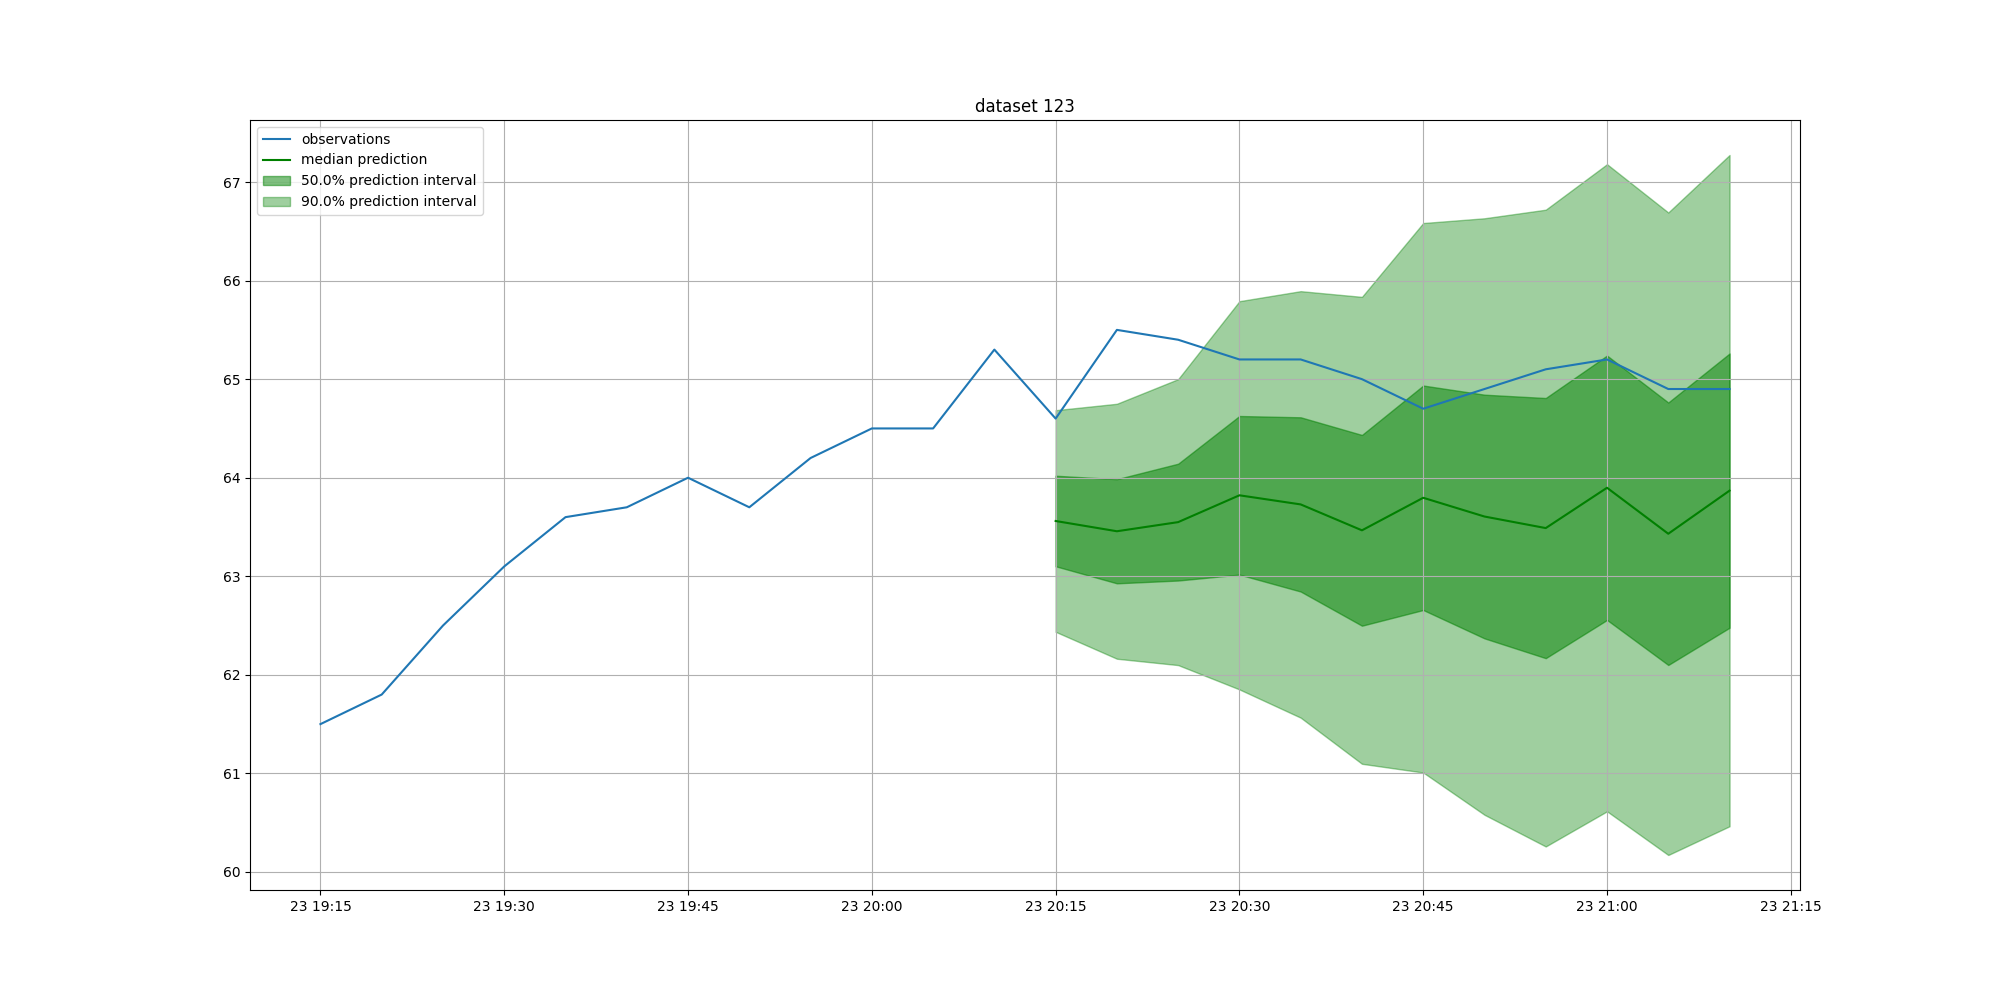 dataset 123
observations
median prediction
50.0% prediction interval
90.0% prediction interval
67
66
65
64
63
62
61
60
23 19:15 23 19:30 23 19:45 23 20:00 23 20:15 23 20:30 23 20:45 23 21:00 23 21:15